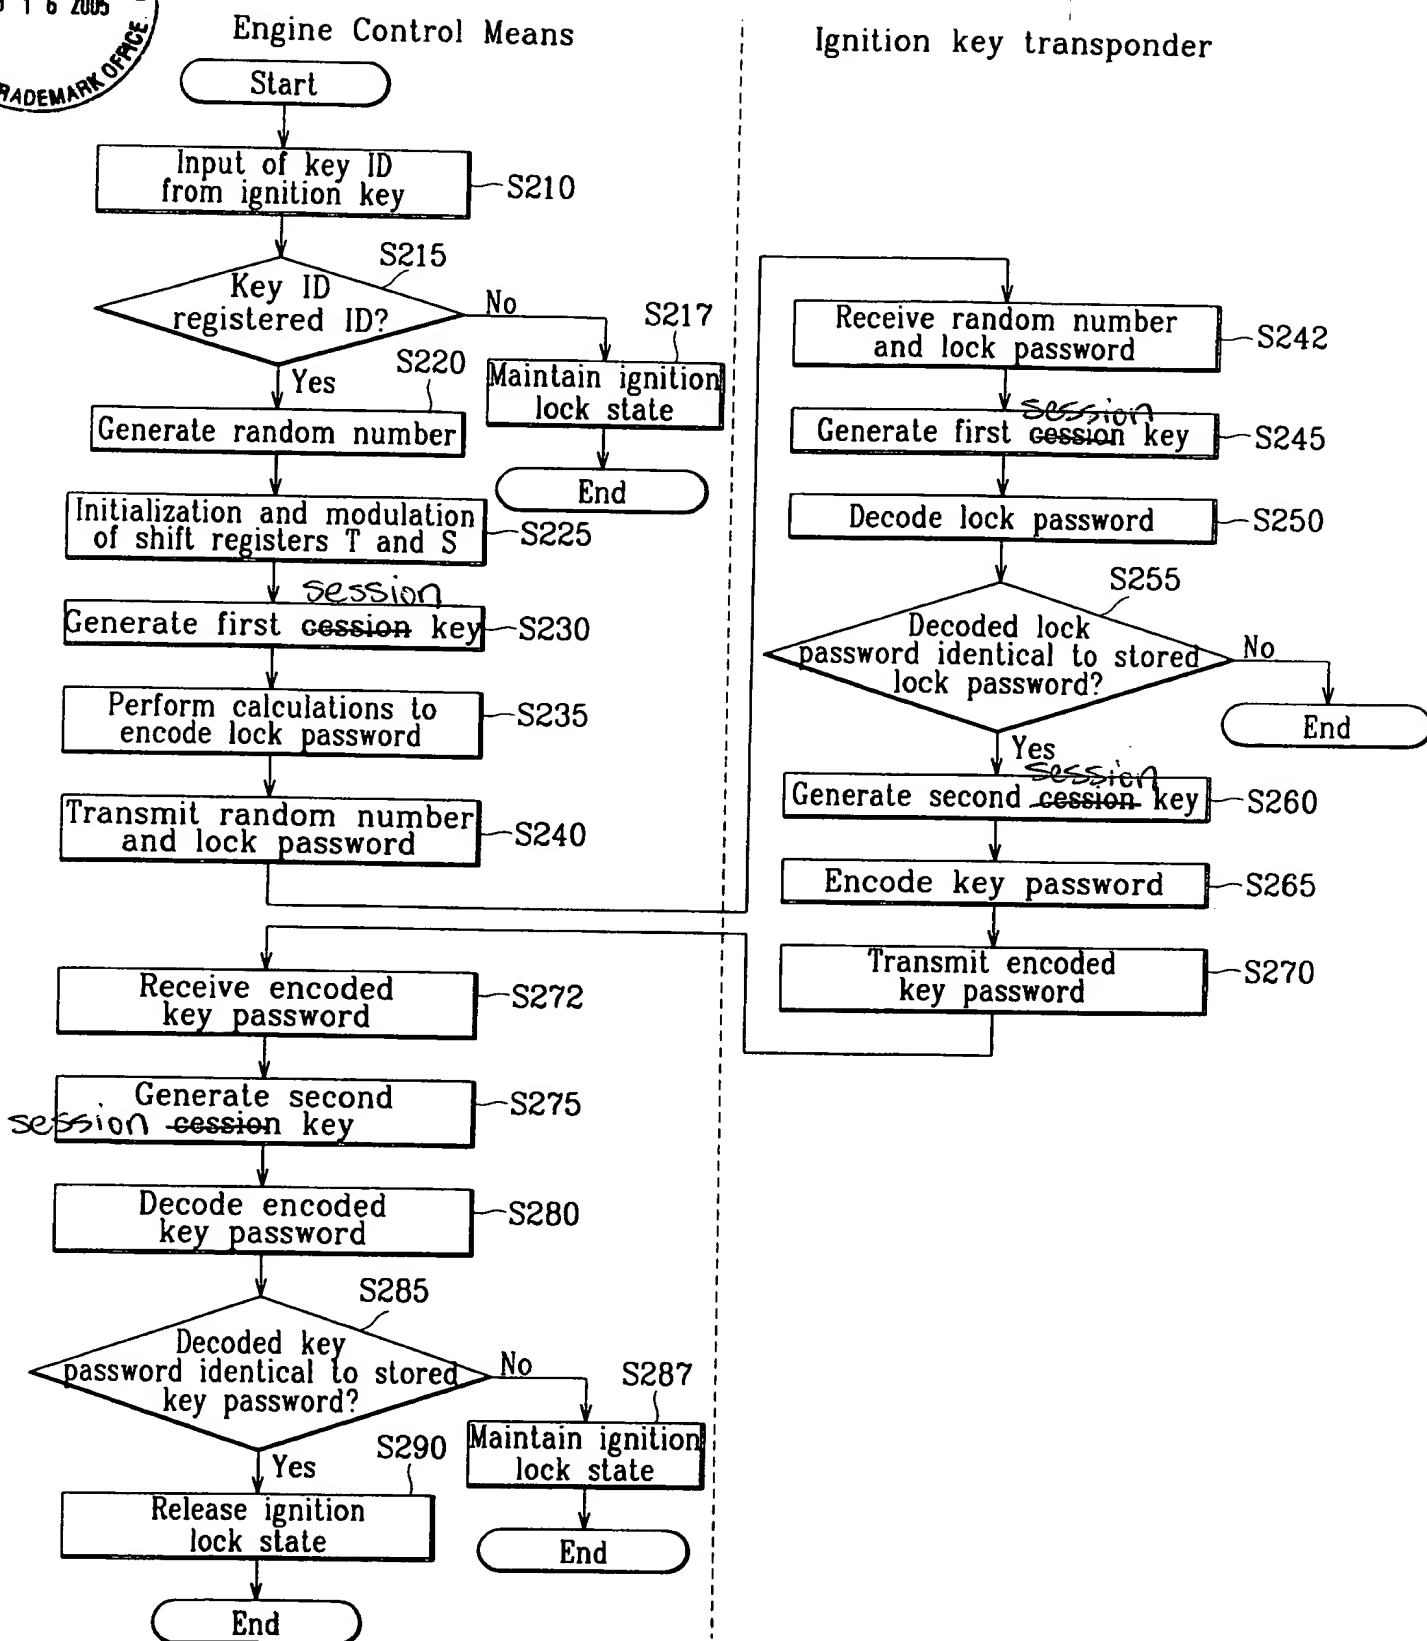 1 6 2005
TRADEMARK OFFICE
Engine Control Means
Ignition key transponder
Start
Input of key ID
from ignition key
S210
S215
Key ID
registered ID?
No
S217
Maintain ignition
lock state
End
Yes
S220
Generate random number
Initialization and modulation
of shift registers T and S
S225
session
Generate first cession key
S230
Perform calculations to
encode lock password
S235
Transmit random number
and lock password
S240
Receive random number
and lock password
S242
session
Generate first cession key
S245
Decode lock password
S250
S255
Decoded lock
password identical to stored
lock password?
No
End
Yes
session
Generate second cession key
S260
Encode key password
S265
Transmit encoded
key password
S270
Receive encoded
key password
S272
Generate second
session cession key
S275
Decode encoded
key password
S280
S285
Decoded key
password identical to stored
key password?
No
S287
Maintain ignition
lock state
End
Yes
S290
Release ignition
lock state
End